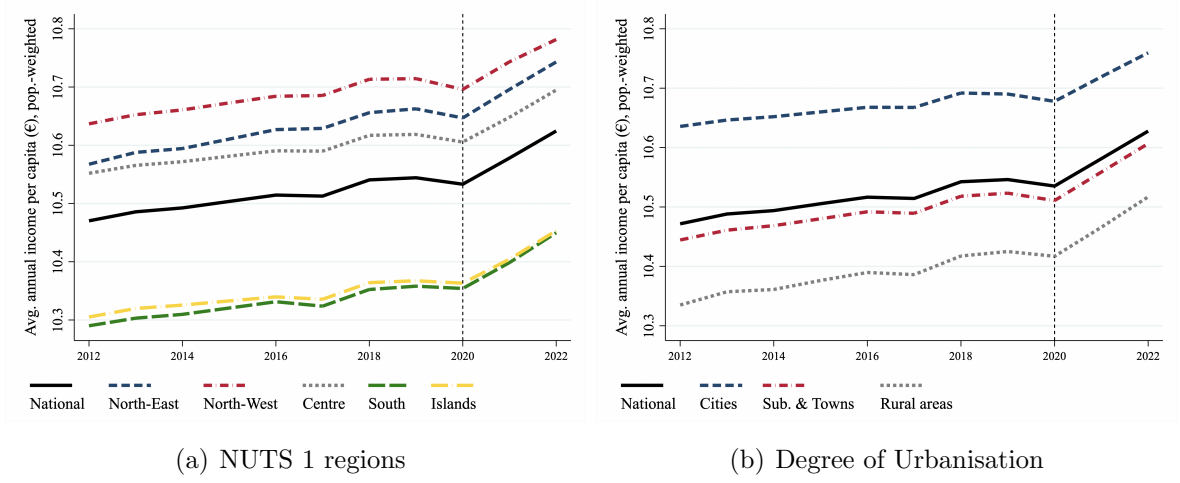 Avg. annual income per capita (€), pop.-weighted
10.8
10.7
10.6
10.5
10.4
10.3
2012 2014 2016 2018 2020 2022
National North-East North-West Centre South Islands
(a) NUTS 1 regions
Avg. annual income per capita (€), pop.-weighted
10.8
10.7
10.6
10.5
10.4
10.3
2012 2014 2016 2018 2020 2022
National Cities Sub. & Towns Rural areas
(b) Degree of Urbanisation